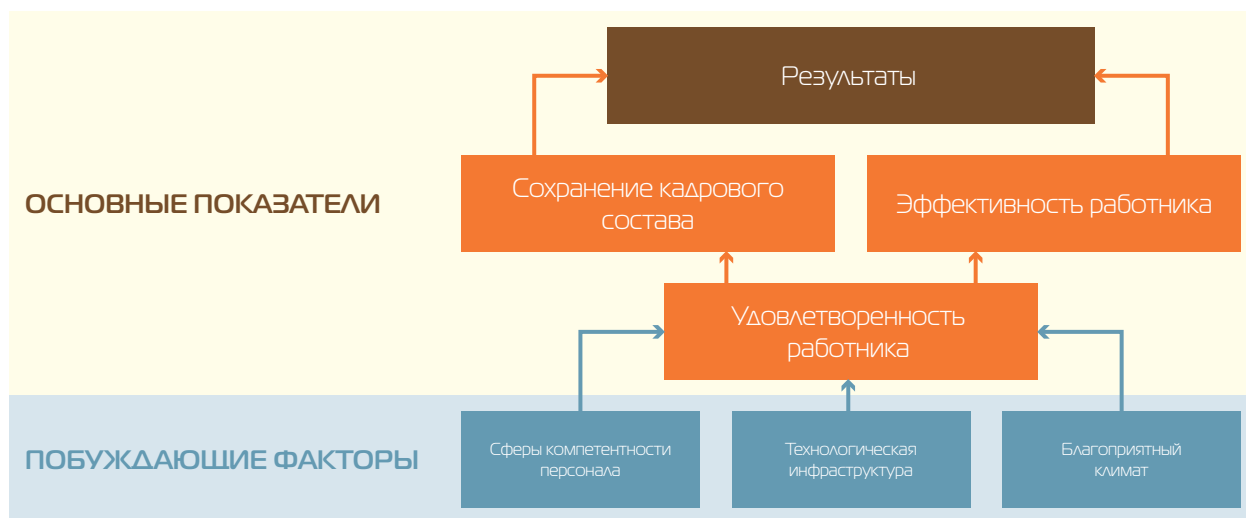 Результаты
ОСНОВНЫЕ ПОКАЗАТЕЛИ
Сохранение кадрового
состава
Эффективность работника
Удовлетворенность
работника
ПОБУЖДАЮЩИЕ ФАКТОРЫ
Сферы компетентности
персонала
Технологическая
инфраструктура
Благоприятный
климат